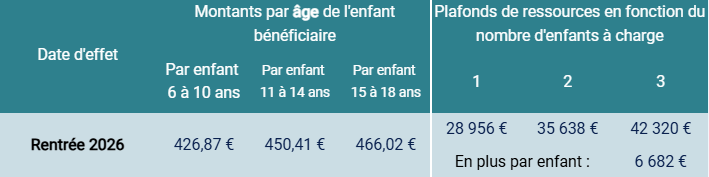 Date d'effet
Montants par âge de l'enfant
bénéficiaire
Par enfant
6 à 10 ans
Par enfant
11 à 14 ans
Par enfant
15 à 18 ans
Plafonds de ressources en fonction du
nombre d'enfants à charge
1 2 3
Rentrée 2026 426,87 € 450,41 € 466,02 € 28 956 € 35 638 € 42 320 €
En plus par enfant : 6 682 €